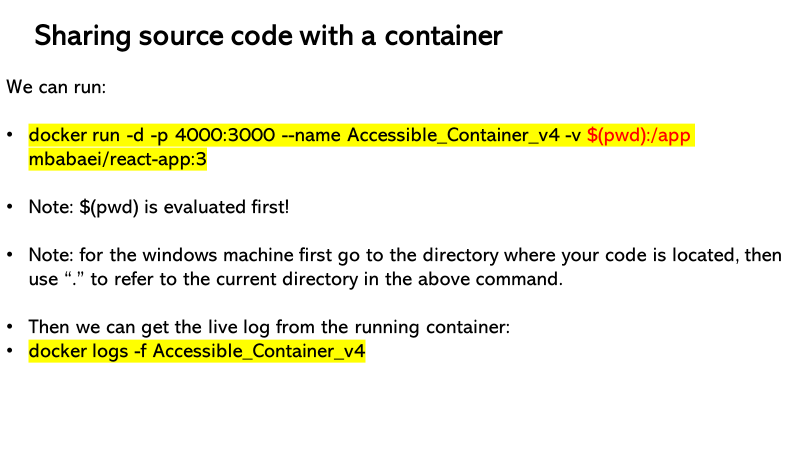 Sharing source code with a container
We can run:
• docker run -d -p 4000:3000 --name Accessible_Container_v4 -v $(pwd):/app
mbabaei/react-app:3
• Note: $(pwd) is evaluated first!
• Note: for the windows machine first go to the directory where your code is located, then
use “.” to refer to the current directory in the above command.
• Then we can get the live log from the running container:
• docker logs -f Accessible_Container_v4